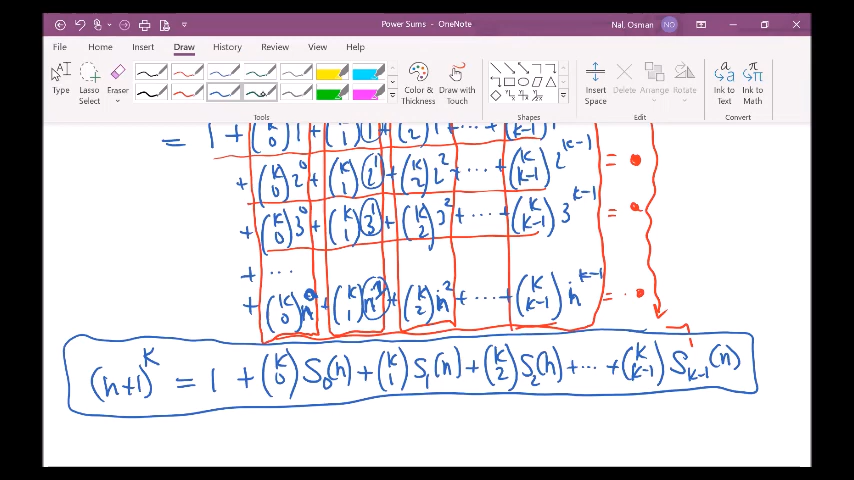 Power Sums - OneNote
Nal, Osman NO
File Home Insert Draw History Review View Help
Type Lasso Select Eraser
Color & Thickness Draw with Touch
Insert Space Delete Arrange Rotate
Ink to Text Ink to Math
Tools Shapes Edit Convert
= 1 + (k 0) 1 + (k 1) 1 + (k 2) 1 + ... + (k k-1) 1
+ (k 0) 2^0 + (k 1) 2^1 + (k 2) 2^2 + ... + (k k-1) 2^(k-1) =
+ (k 0) 3^0 + (k 1) 3^1 + (k 2) 3^2 + ... + (k k-1) 3^(k-1) =
+ ...
+ (k 0) n^0 + (k 1) n^1 + (k 2) n^2 + ... + (k k-1) n^(k-1) =
(n+1)^k = 1 + (k 0) S_0(n) + (k 1) S_1(n) + (k 2) S_2(n) + ... + (k k-1) S_{k-1}(n)